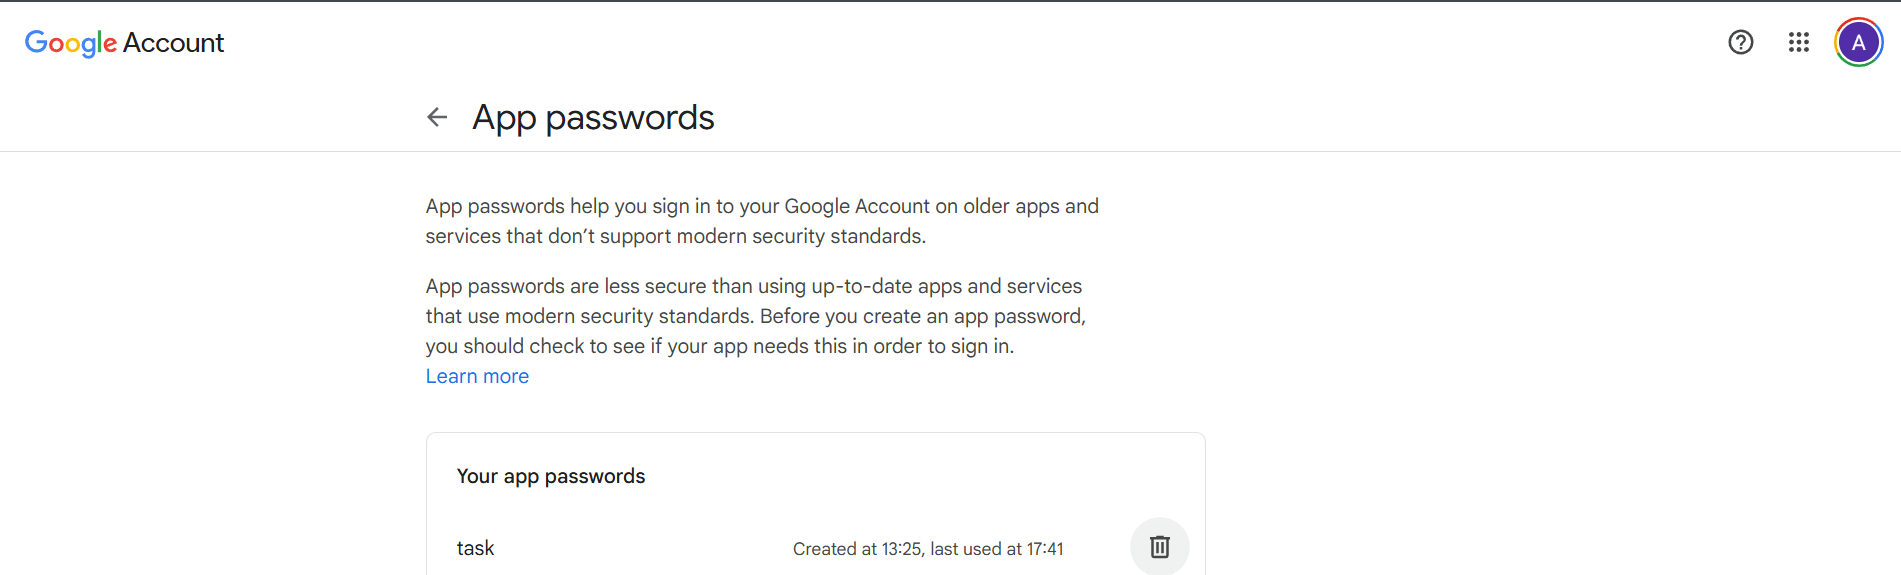 Google Account
A
App passwords
App passwords help you sign in to your Google Account on older apps and
services that don’t support modern security standards.
App passwords are less secure than using up-to-date apps and services
that use modern security standards. Before you create an app password,
you should check to see if your app needs this in order to sign in.
Learn more
Your app passwords
task Created at 13:25, last used at 17:41